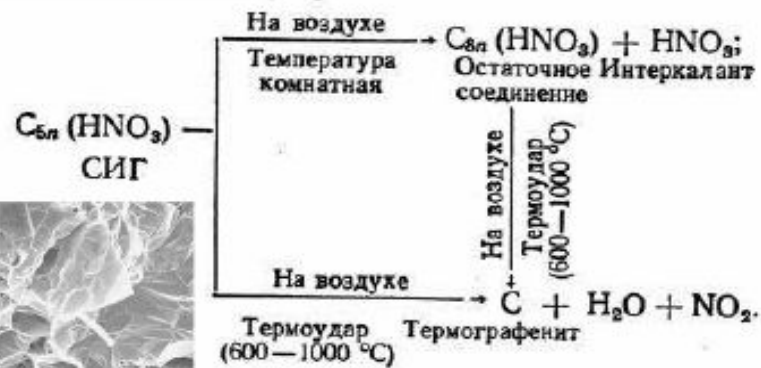 На воздухе
C₈ₙ (HNO₃) + HNO₃;
Температура комнатная
Остаточное Интеркалант
соединение
C₅ₙ (HNO₃)
СИГ
На воздухе
Термоудар
(600—1000 °C)
На воздухе
C + H₂O + NO₂.
Термоудар
(600—1000 °C)
Термографенит